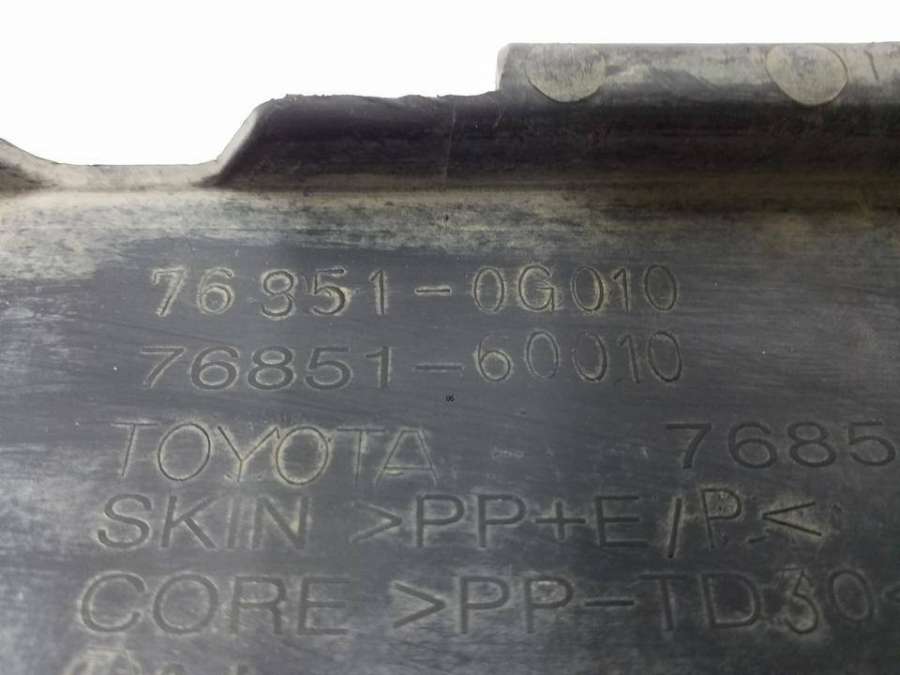 76851-0G010
76851-60010
TOYOTA 7685
SKIN >PP+E/P<
CORE >PP-TD30<